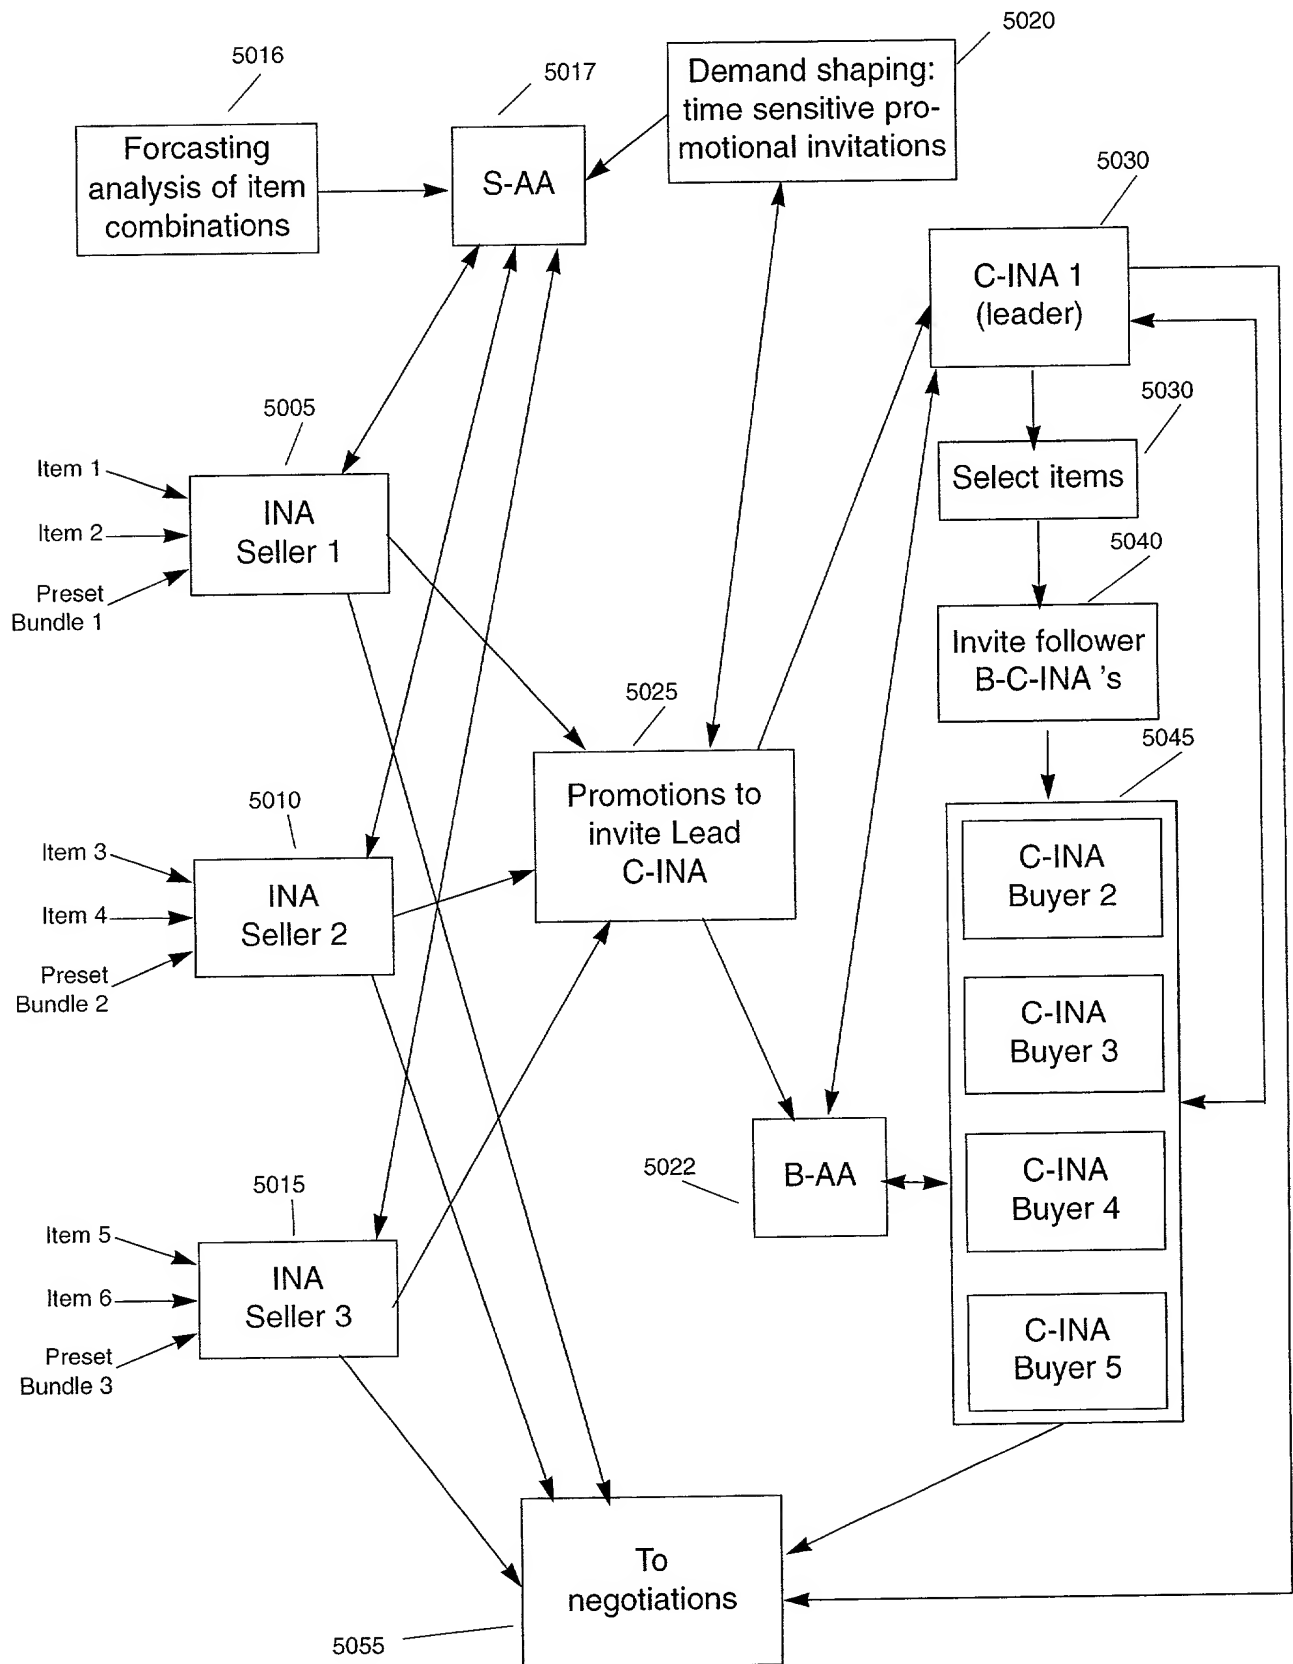 5020
5016
5017
Demand shaping:
time sensitive pro-
motional invitations
Forcasting
analysis of item
combinations
S-AA
5030
C-INA 1
(leader)
5005
5030
Item 1
Item 2
Preset
Bundle 1
INA
Seller 1
Select items
5040
Invite follower
B-C-INA 's
5025
5045
Promotions to
invite Lead
C-INA
5010
Item 3
Item 4
Preset
Bundle 2
INA
Seller 2
C-INA
Buyer 2
C-INA
Buyer 3
5022
B-AA
C-INA
Buyer 4
5015
Item 5
Item 6
Preset
Bundle 3
INA
Seller 3
C-INA
Buyer 5
To
negotiations
5055